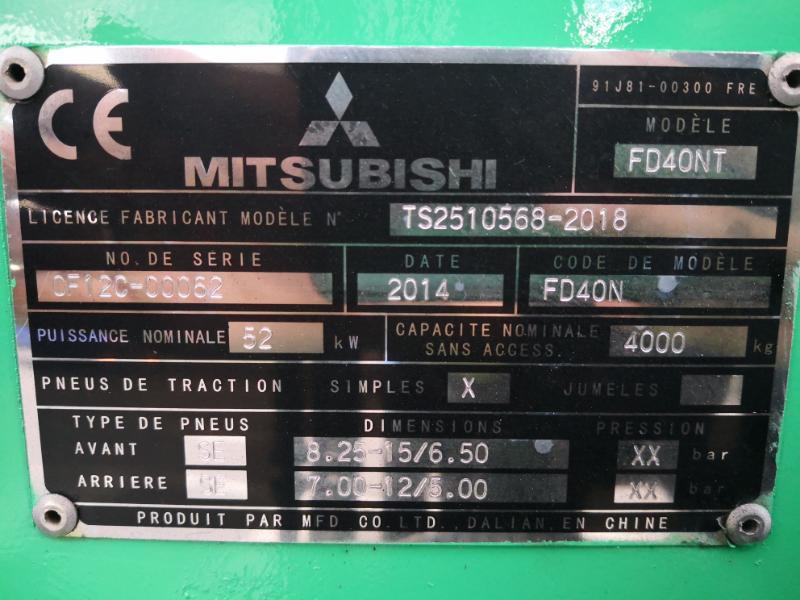 CE
91J81-00300 FRE
MITSUBISHI
MODÈLE
FD40NT
LICENCE FABRICANT MODÈLE N° TS2510568-2018
NO. DE SÉRIE DATE CODE DE MODÈLE
CF12C-00062 2014 FD40N
PUISSANCE NOMINALE 52 kW CAPACITE NOMINALE SANS ACCESS. 4000 kg
PNEUS DE TRACTION SIMPLES X JUMELES
TYPE DE PNEUS DIMENSIONS PRESSION
AVANT SE 8.25-15/6.50 XX bar
ARRIERE SE 7.00-12/5.00 XX bar
PRODUIT PAR MFD CO.LTD., DALIAN, EN CHINE